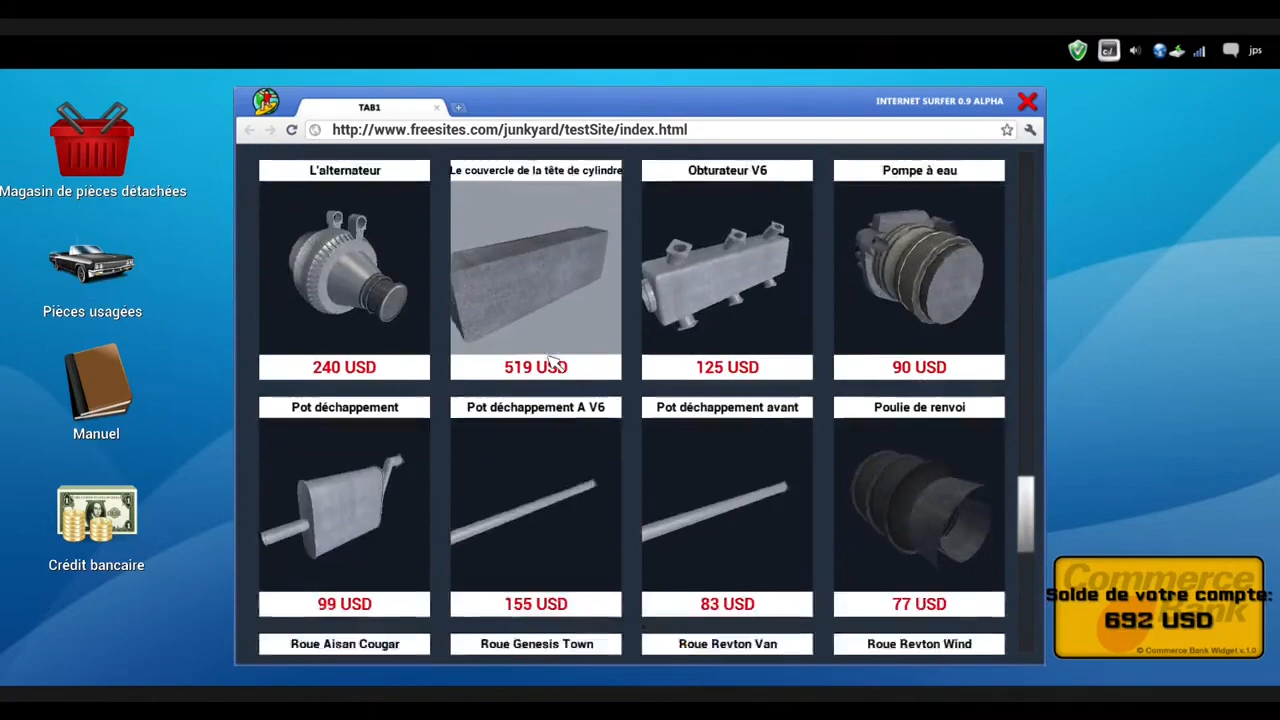 jps
TAB1
INTERNET SURFER 0.9 ALPHA
http://www.freesites.com/junkyard/testSite/index.html
Magasin de pièces détachées
Pièces usagées
Manuel
Crédit bancaire
L'alternateur
Le couvercle de la tête de cylindre
Obturateur V6
Pompe à eau
240 USD
519 USD
125 USD
90 USD
Pot déchappement
Pot déchappement A V6
Pot déchappement avant
Poulie de renvoi
99 USD
155 USD
83 USD
77 USD
Roue Aisan Cougar
Roue Genesis Town
Roue Revton Van
Roue Revton Wind
Commerce
Bank
Solde de votre compte:
692 USD
© Commerce Bank Widget v.1.0